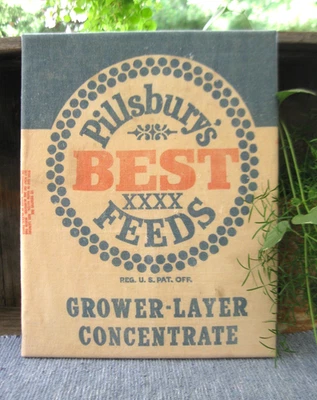 Pillsbury's
BEST
XXXX
FEEDS
REG. U. S. PAT. OFF.
GROWER-LAYER
CONCENTRATE